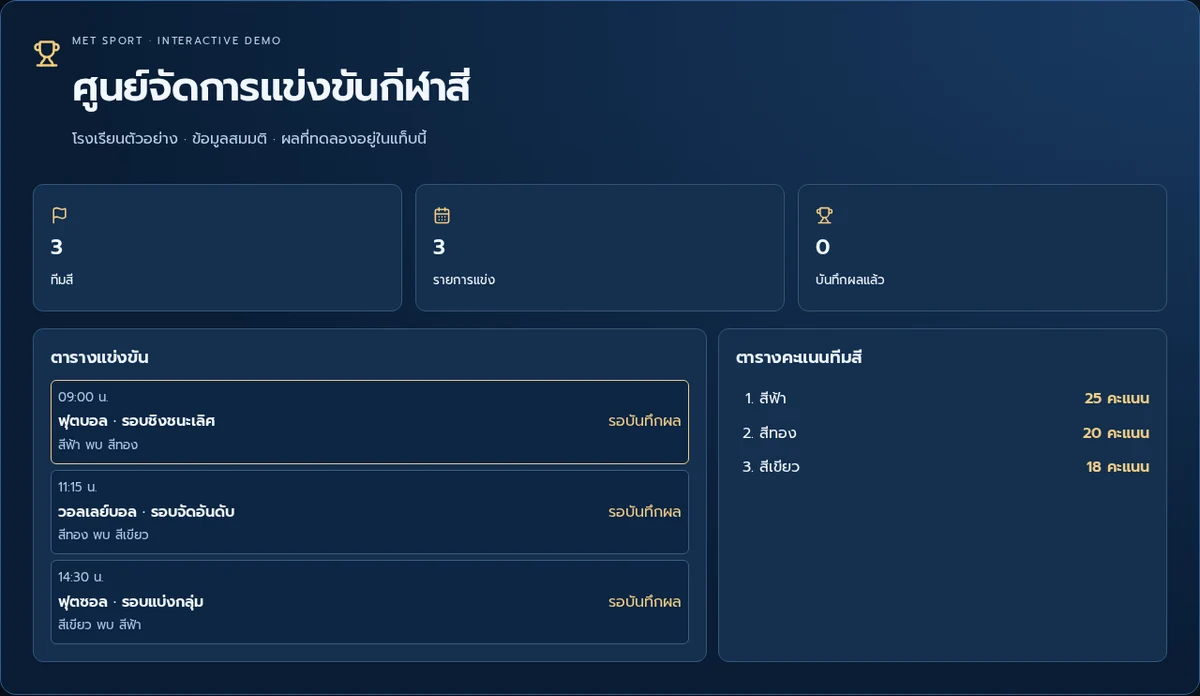 MET SPORT · INTERACTIVE DEMO
ศูนย์จัดการแข่งขันกีฬาสี
โรงเรียนตัวอย่าง · ข้อมูลสมมติ · ผลที่ทดลองอยู่ในแท็บนี้
3
ทีมสี
3
รายการแข่ง
0
บันทึกผลแล้ว
ตารางแข่งขัน
09:00 น.
ฟุตบอล · รอบชิงชนะเลิศ
รอบันทึกผล
สีฟ้า พบ สีทอง
11:15 น.
วอลเลย์บอล · รอบจัดอันดับ
รอบันทึกผล
สีทอง พบ สีเขียว
14:30 น.
ฟุตซอล · รอบแบ่งกลุ่ม
รอบันทึกผล
สีเขียว พบ สีฟ้า
ตารางคะแนนทีมสี
1. สีฟ้า 25 คะแนน
2. สีทอง 20 คะแนน
3. สีเขียว 18 คะแนน